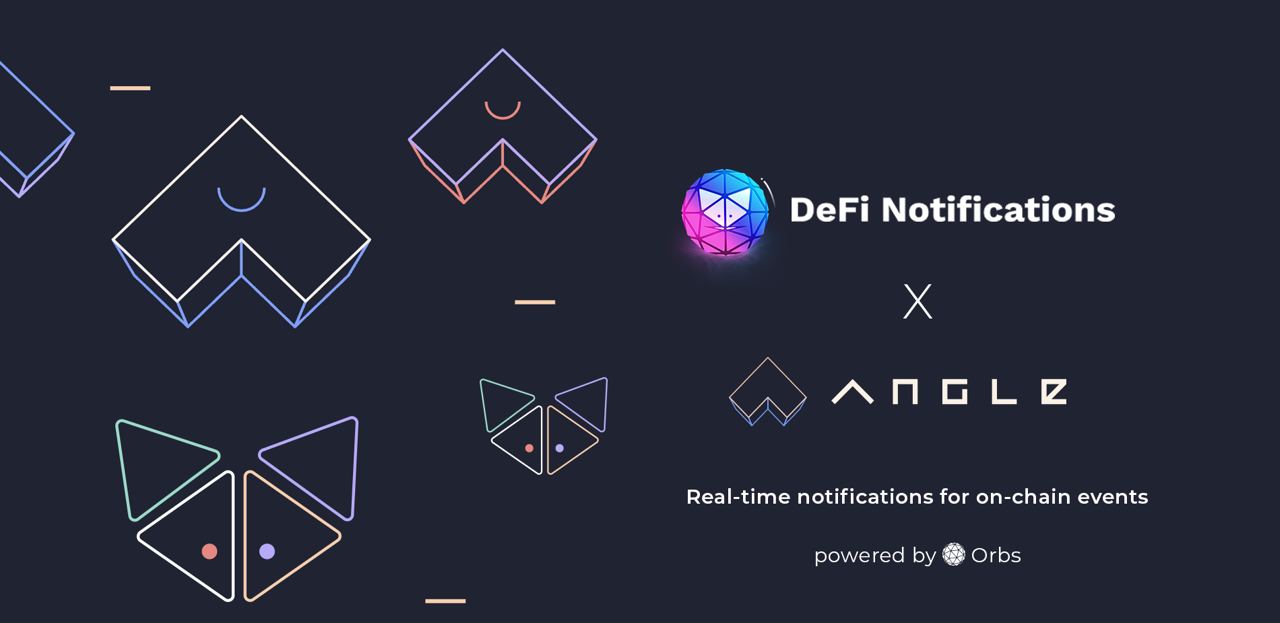 DeFi Notifications
X
ANGLE
Real-time notifications for on-chain events
powered by Orbs